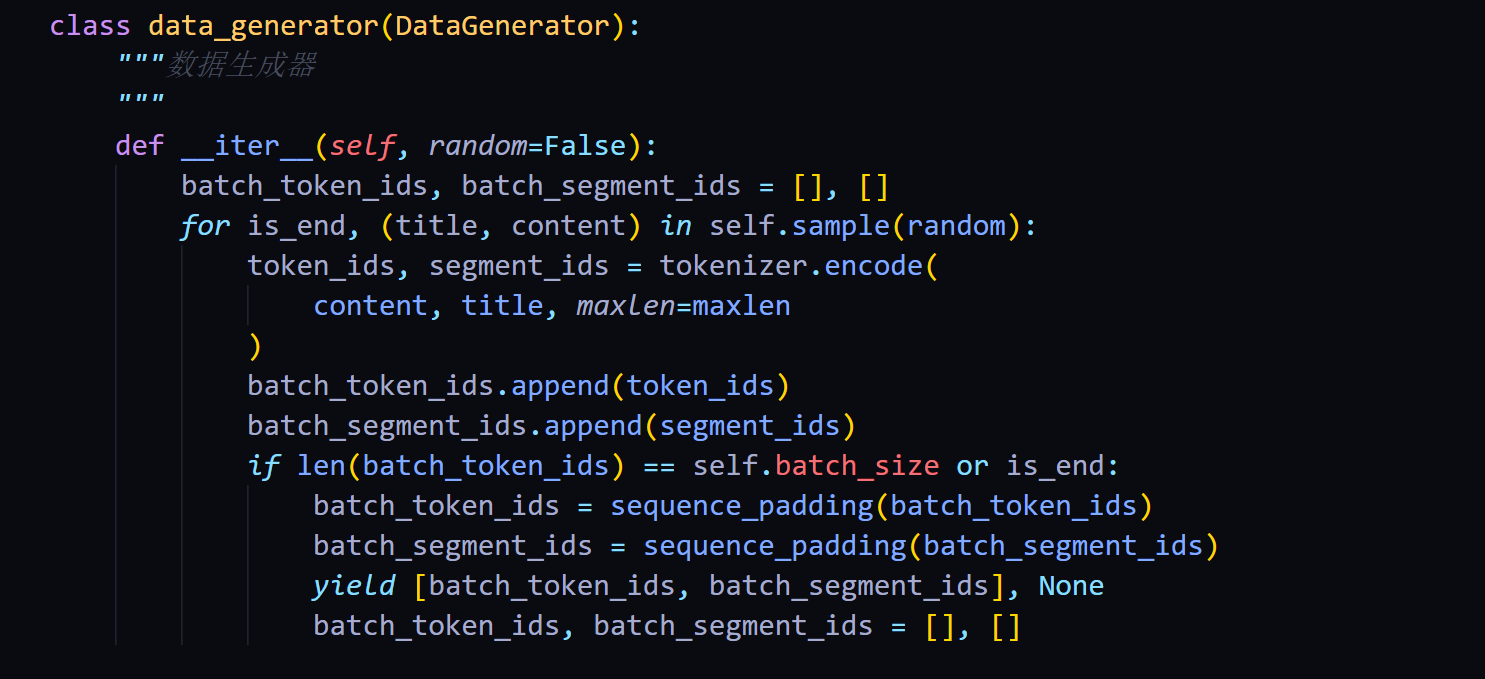 class data_generator(DataGenerator):
    """数据生成器
    """
    def __iter__(self, random=False):
        batch_token_ids, batch_segment_ids = [], []
        for is_end, (title, content) in self.sample(random):
            token_ids, segment_ids = tokenizer.encode(
                content, title, maxlen=maxlen
            )
            batch_token_ids.append(token_ids)
            batch_segment_ids.append(segment_ids)
            if len(batch_token_ids) == self.batch_size or is_end:
                batch_token_ids = sequence_padding(batch_token_ids)
                batch_segment_ids = sequence_padding(batch_segment_ids)
                yield [batch_token_ids, batch_segment_ids], None
                batch_token_ids, batch_segment_ids = [], []